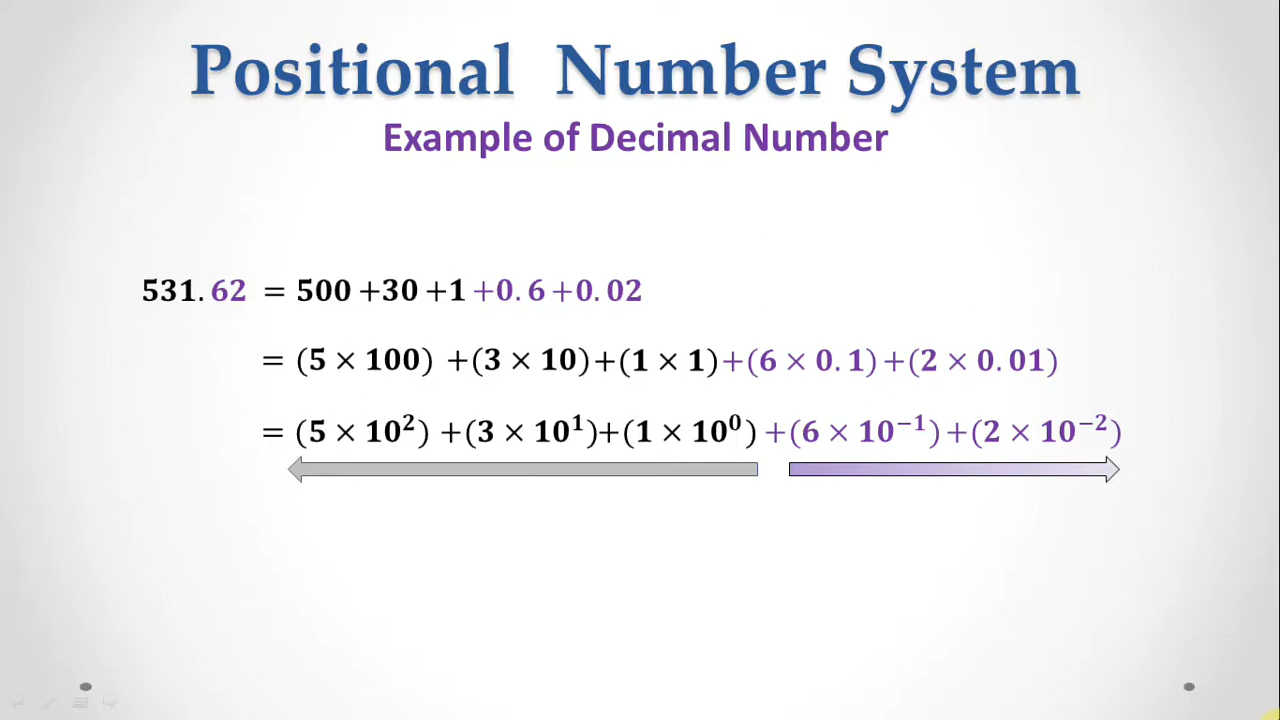 Positional Number System
Example of Decimal Number
531.62 = 500 +30 +1 +0.6 +0.02
= (5 × 100) +(3 × 10)+(1 × 1)+(6 × 0.1)+(2 × 0.01)
= (5 × 10²) +(3 × 10¹)+(1 × 10⁰) +(6 × 10⁻¹)+(2 × 10⁻²)